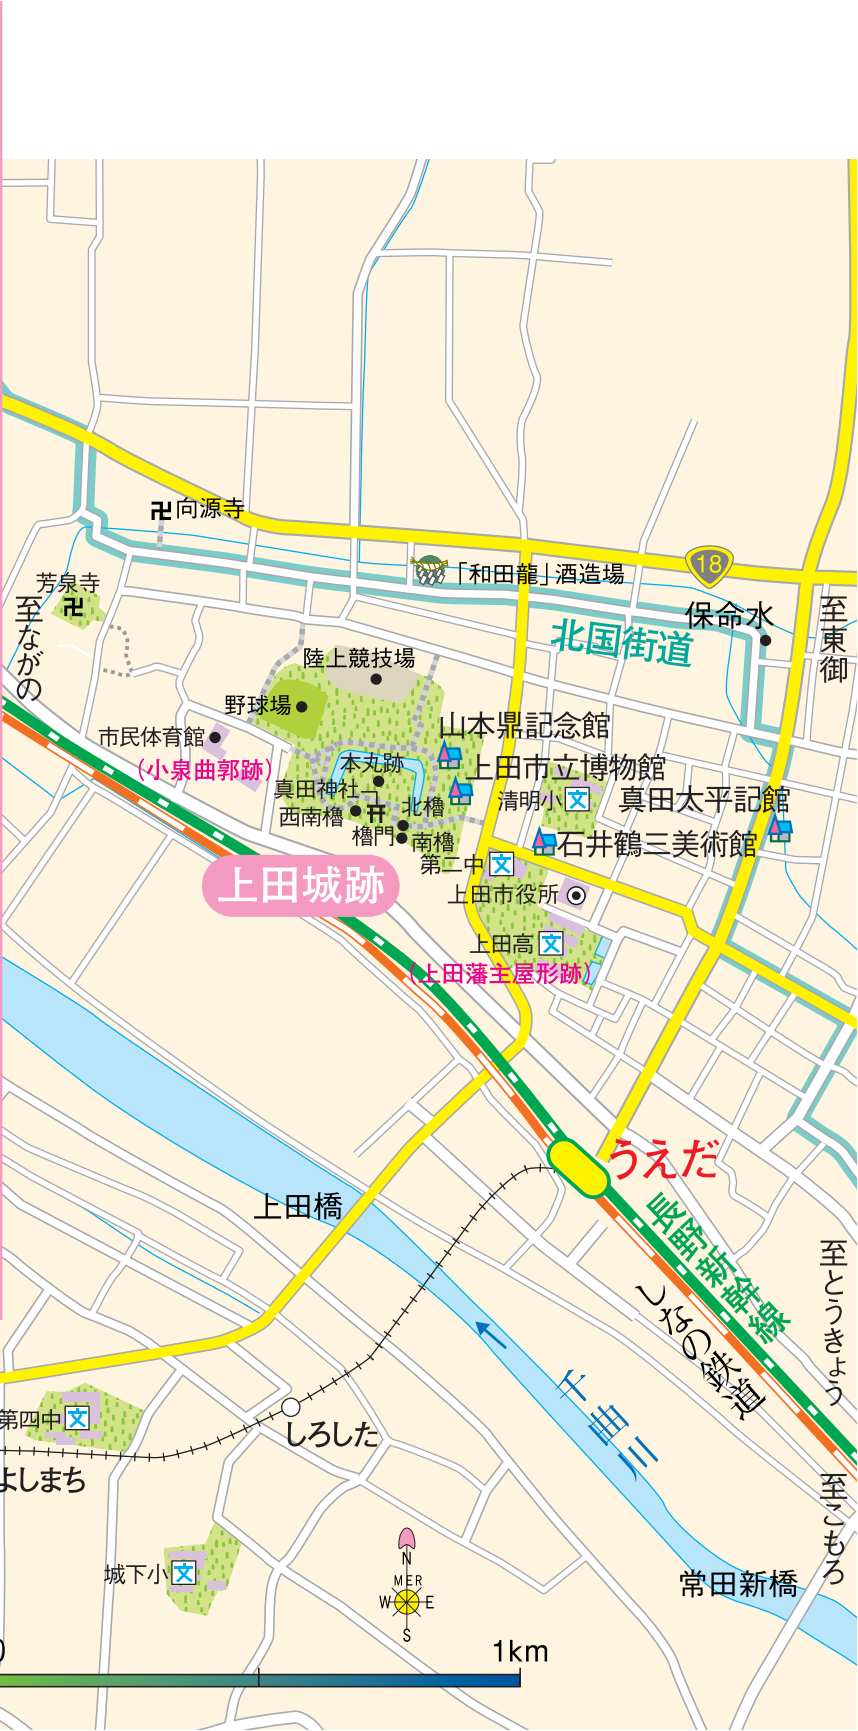 向源寺
18
「和田龍」酒造場
芳泉寺
至ながの
保命水
至東御
北国街道
陸上競技場
野球場
山本鼎記念館
市民体育館
(小泉曲郭跡)
本丸跡
上田市立博物館
真田神社
清明小
真田太平記館
北櫓
西南櫓
櫓門
南櫓
石井鶴三美術館
第二中
上田城跡
上田市役所
上田高
(上田藩主屋形跡)
うえだ
上田橋
長野新幹線
至とうきょう
しなの鉄道
千曲川
第四中
しろした
よしまち
至こもろ
城下小
N
MER
W
E
S
常田新橋
0
1km